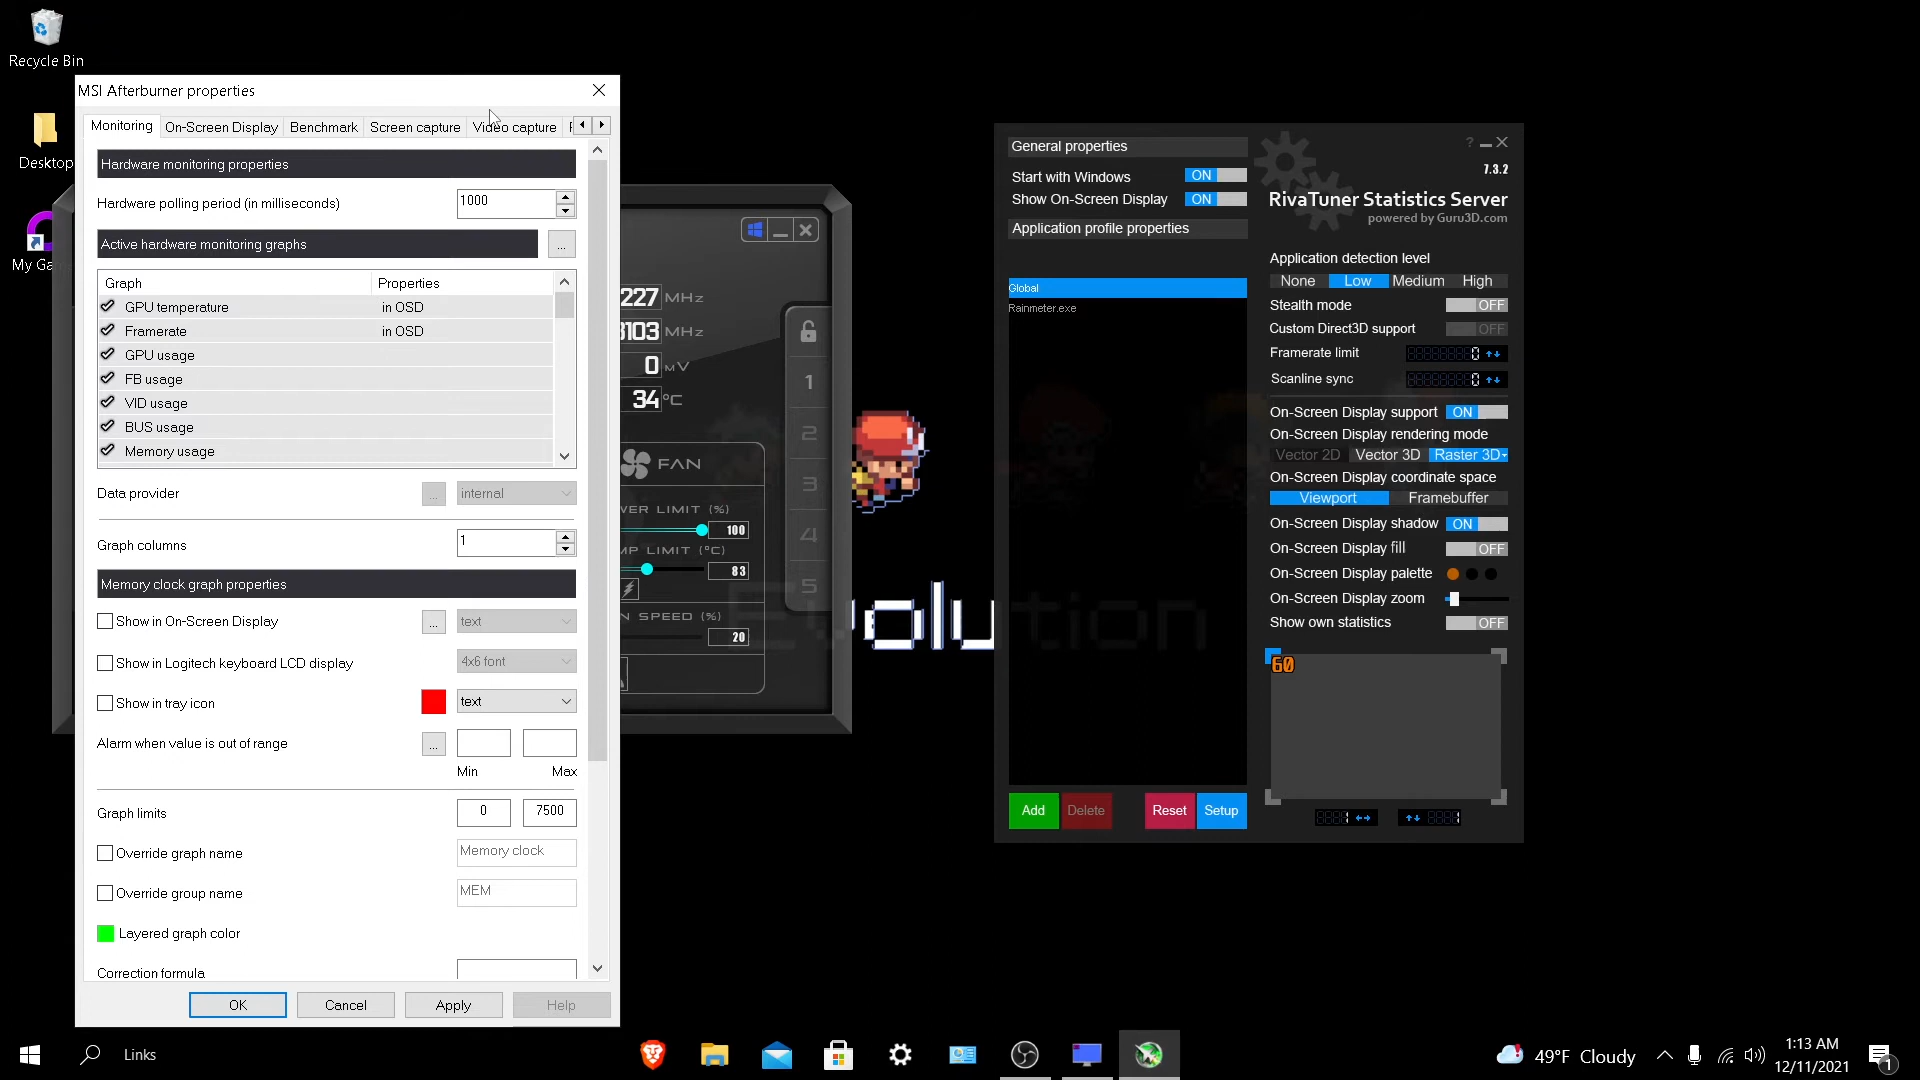 Recycle Bin
Desktop
My Ga
MSI Afterburner properties
Monitoring
On-Screen Display
Benchmark
Screen capture
Video capture
Hardware monitoring properties
Hardware polling period (in milliseconds)
1000
Active hardware monitoring graphs
...
Graph
Properties
GPU temperature
in OSD
Framerate
in OSD
GPU usage
FB usage
VID usage
BUS usage
Memory usage
Data provider
...
internal
Graph columns
1
Memory clock graph properties
Show in On-Screen Display
...
text
Show in Logitech keyboard LCD display
4x6 font
Show in tray icon
text
Alarm when value is out of range
...
Min
Max
Graph limits
0
7500
Override graph name
Memory clock
Override group name
MEM
Layered graph color
Correction formula
OK
Cancel
Apply
Help
227 MHz
103 MHz
0 MV
34 °C
FAN
WER LIMIT (%)
100
MP LIMIT (°C)
83
N SPEED (%)
20
1
2
3
4
5
Evolution
General properties
Start with Windows
ON
Show On-Screen Display
ON
Application profile properties
Global
Rainmeter.exe
Add
Delete
Reset
Setup
?
7.3.2
RivaTuner Statistics Server
powered by Guru3D.com
Application detection level
None
Low
Medium
High
Stealth mode
OFF
Custom Direct3D support
OFF
Framerate limit
0
Scanline sync
0
On-Screen Display support
ON
On-Screen Display rendering mode
Vector 2D
Vector 3D
Raster 3D
On-Screen Display coordinate space
Viewport
Framebuffer
On-Screen Display shadow
ON
On-Screen Display fill
OFF
On-Screen Display palette
On-Screen Display zoom
Show own statistics
OFF
60
1
1
Links
49°F Cloudy
1:13 AM
12/11/2021
1